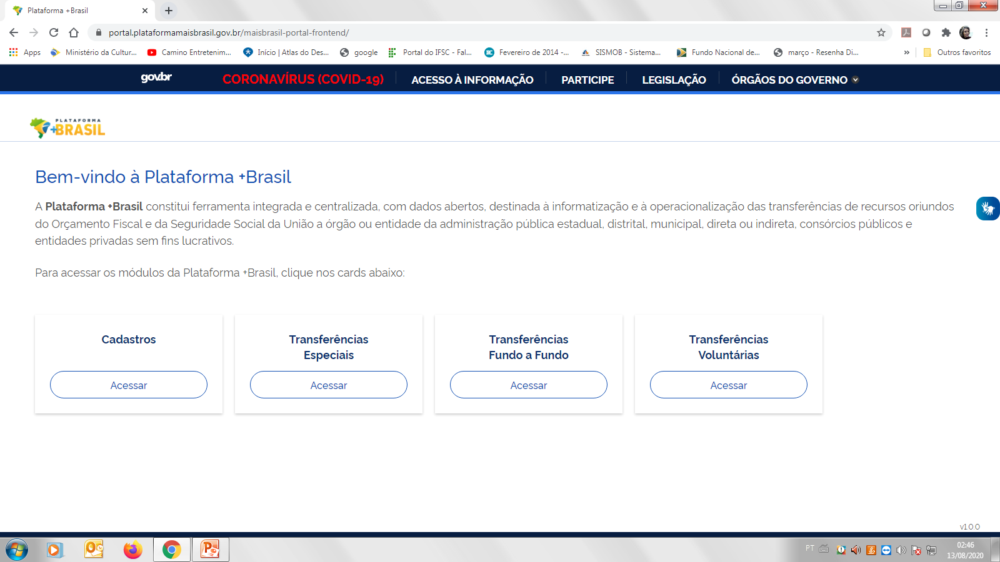 Plataforma +Brasil
portal.plataformamaisbrasil.gov.br/maisbrasil-portal-frontend/
Apps Ministério da Cultur... Camino Entretenim... Início | Atlas do Des... google Portal do IFSC - Fal... Fevereiro de 2014 -... SISMOB - Sistema... Fundo Nacional de... março - Resenha Di... » Outros favoritos
gov.br CORONAVÍRUS (COVID-19) ACESSO À INFORMAÇÃO PARTICIPE LEGISLAÇÃO ÓRGÃOS DO GOVERNO
PLATAFORMA
+BRASIL
Bem-vindo à Plataforma +Brasil
A Plataforma +Brasil constitui ferramenta integrada e centralizada, com dados abertos, destinada à informatização e à operacionalização das transferências de recursos oriundos
do Orçamento Fiscal e da Seguridade Social da União a órgão ou entidade da administração pública estadual, distrital, municipal, direta ou indireta, consórcios públicos e
entidades privadas sem fins lucrativos.
Para acessar os módulos da Plataforma +Brasil, clique nos cards abaixo:
Cadastros
Acessar
Transferências
Especiais
Acessar
Transferências
Fundo a Fundo
Acessar
Transferências
Voluntárias
Acessar
v1.0.0
PT
02:46
13/08/2020